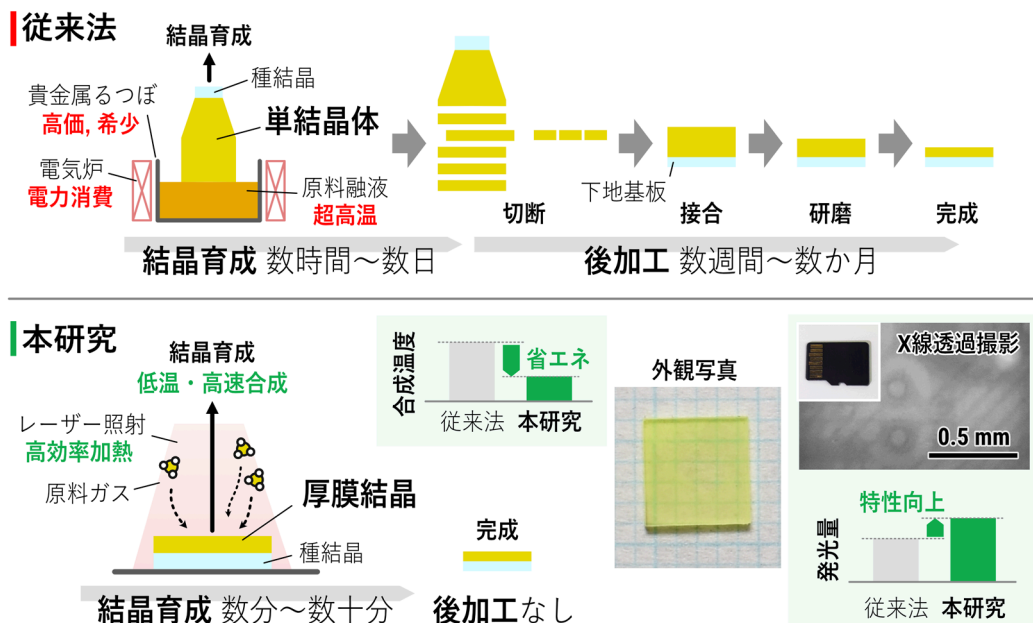 従来法
結晶育成
種結晶
貴金属るつぼ
高価, 希少
単結晶体
電気炉
電力消費
原料融液
超高温
下地基板
切断
接合
研磨
完成
結晶育成 数時間〜数日
後加工 数週間〜数か月
本研究
結晶育成
低温・高速合成
レーザー照射
高効率加熱
原料ガス
厚膜結晶
種結晶
完成
結晶育成 数分〜数十分
後加工なし
合成温度
省エネ
従来法 本研究
外観写真
X線透過撮影
0.5 mm
特性向上
発光量
従来法 本研究